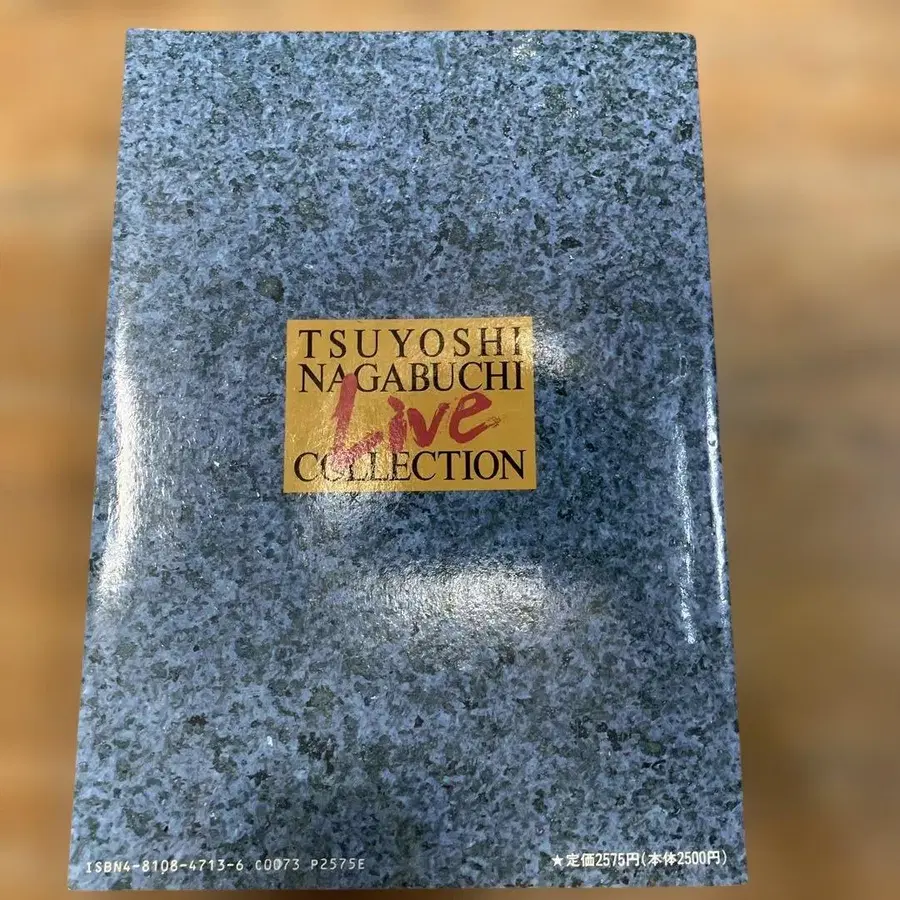 TSUYOSHI
NAGABUCHI
Live
COLLECTION
ISBN4-8108-4713-6 C0073 P2575E
★定価2575円(本体2500円)